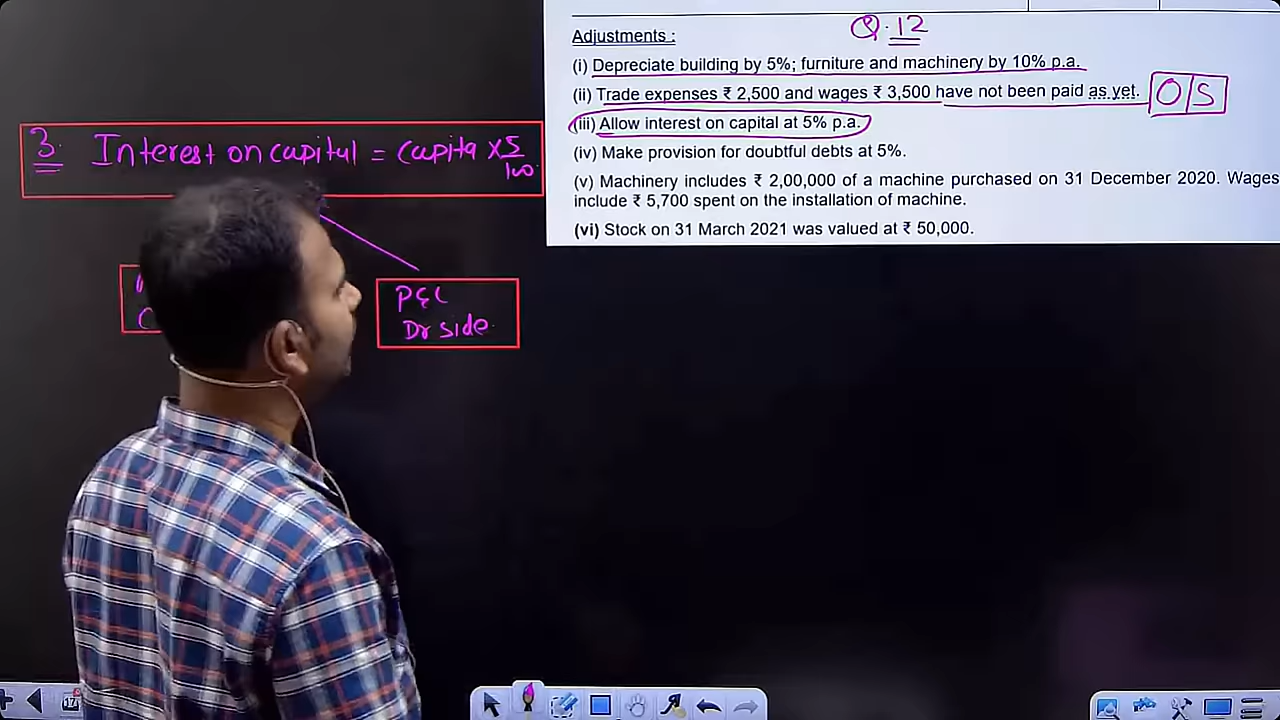 Q.12
Adjustments :
(i) Depreciate building by 5%; furniture and machinery by 10% p.a.
(ii) Trade expenses ₹ 2,500 and wages ₹ 3,500 have not been paid as yet. O/S
(iii) Allow interest on capital at 5% p.a.
(iv) Make provision for doubtful debts at 5%.
(v) Machinery includes ₹ 2,00,000 of a machine purchased on 31 December 2020. Wages
include ₹ 5,700 spent on the installation of machine.
(vi) Stock on 31 March 2021 was valued at ₹ 50,000.
3. Interest on capital = Capita × 5/100
P&L
Dr side.